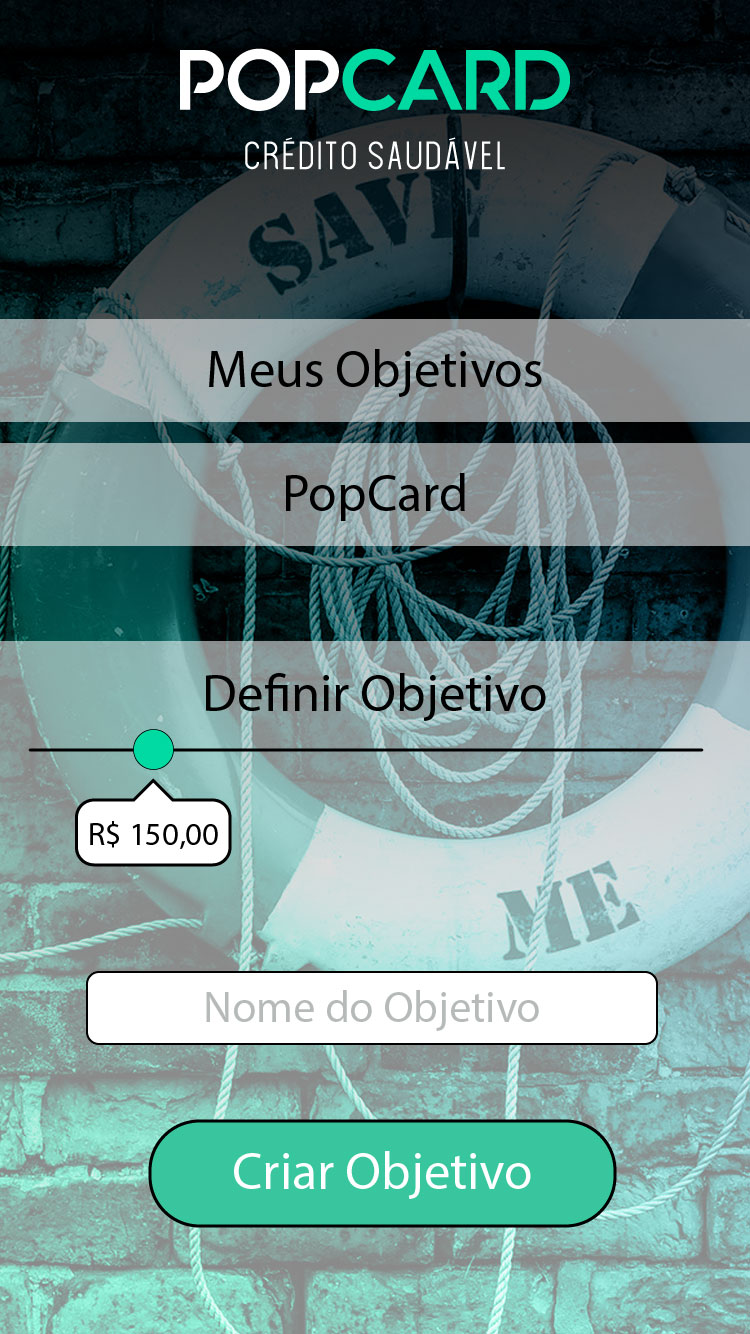 POPCARD
CRÉDITO SAUDÁVEL
SAVE
Meus Objetivos
PopCard
Definir Objetivo
R$ 150,00
ME
Nome do Objetivo
Criar Objetivo